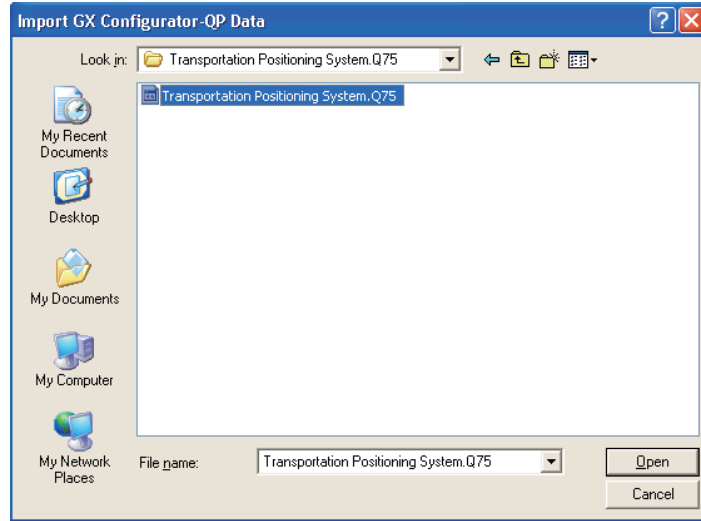 Import GX Configurator-QP Data
Look in: Transportation Positioning System.Q75
Transportation Positioning System.Q75
My Recent
Documents
Desktop
My Documents
My Computer
My Network
Places
File name: Transportation Positioning System.Q75 Open
Cancel